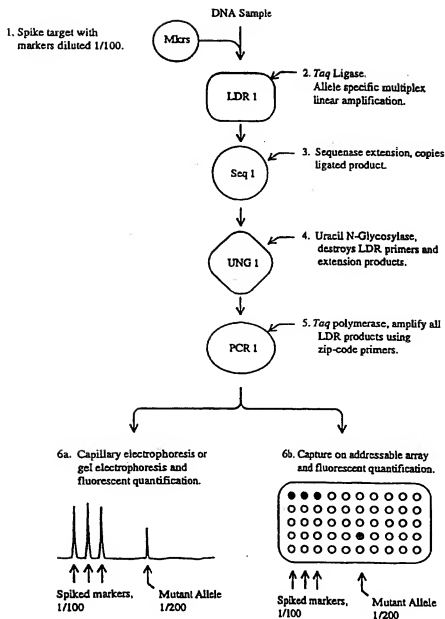 DNA Sample
1. Spike target with
markers diluted 1/100.
Mkrs
LDR 1
2. Taq Ligase.
Allele specific multiplex
linear amplification.
Seq 1
3. Sequenase extension, copies
ligated product.
UNG 1
4. Uracil N-Glycosylase,
destroys LDR primers and
extension products.
PCR 1
5. Taq polymerase, amplify all
LDR products using
zip-code primers.
6a. Capillary electrophoresis or
gel electrophoresis and
fluorescent quantification.
Spiked markers,
1/100
Mutant Allele
1/200
6b. Capture on addressable array
and fluorescent quantification.
Spiked markers,
1/100
Mutant Allele
1/200